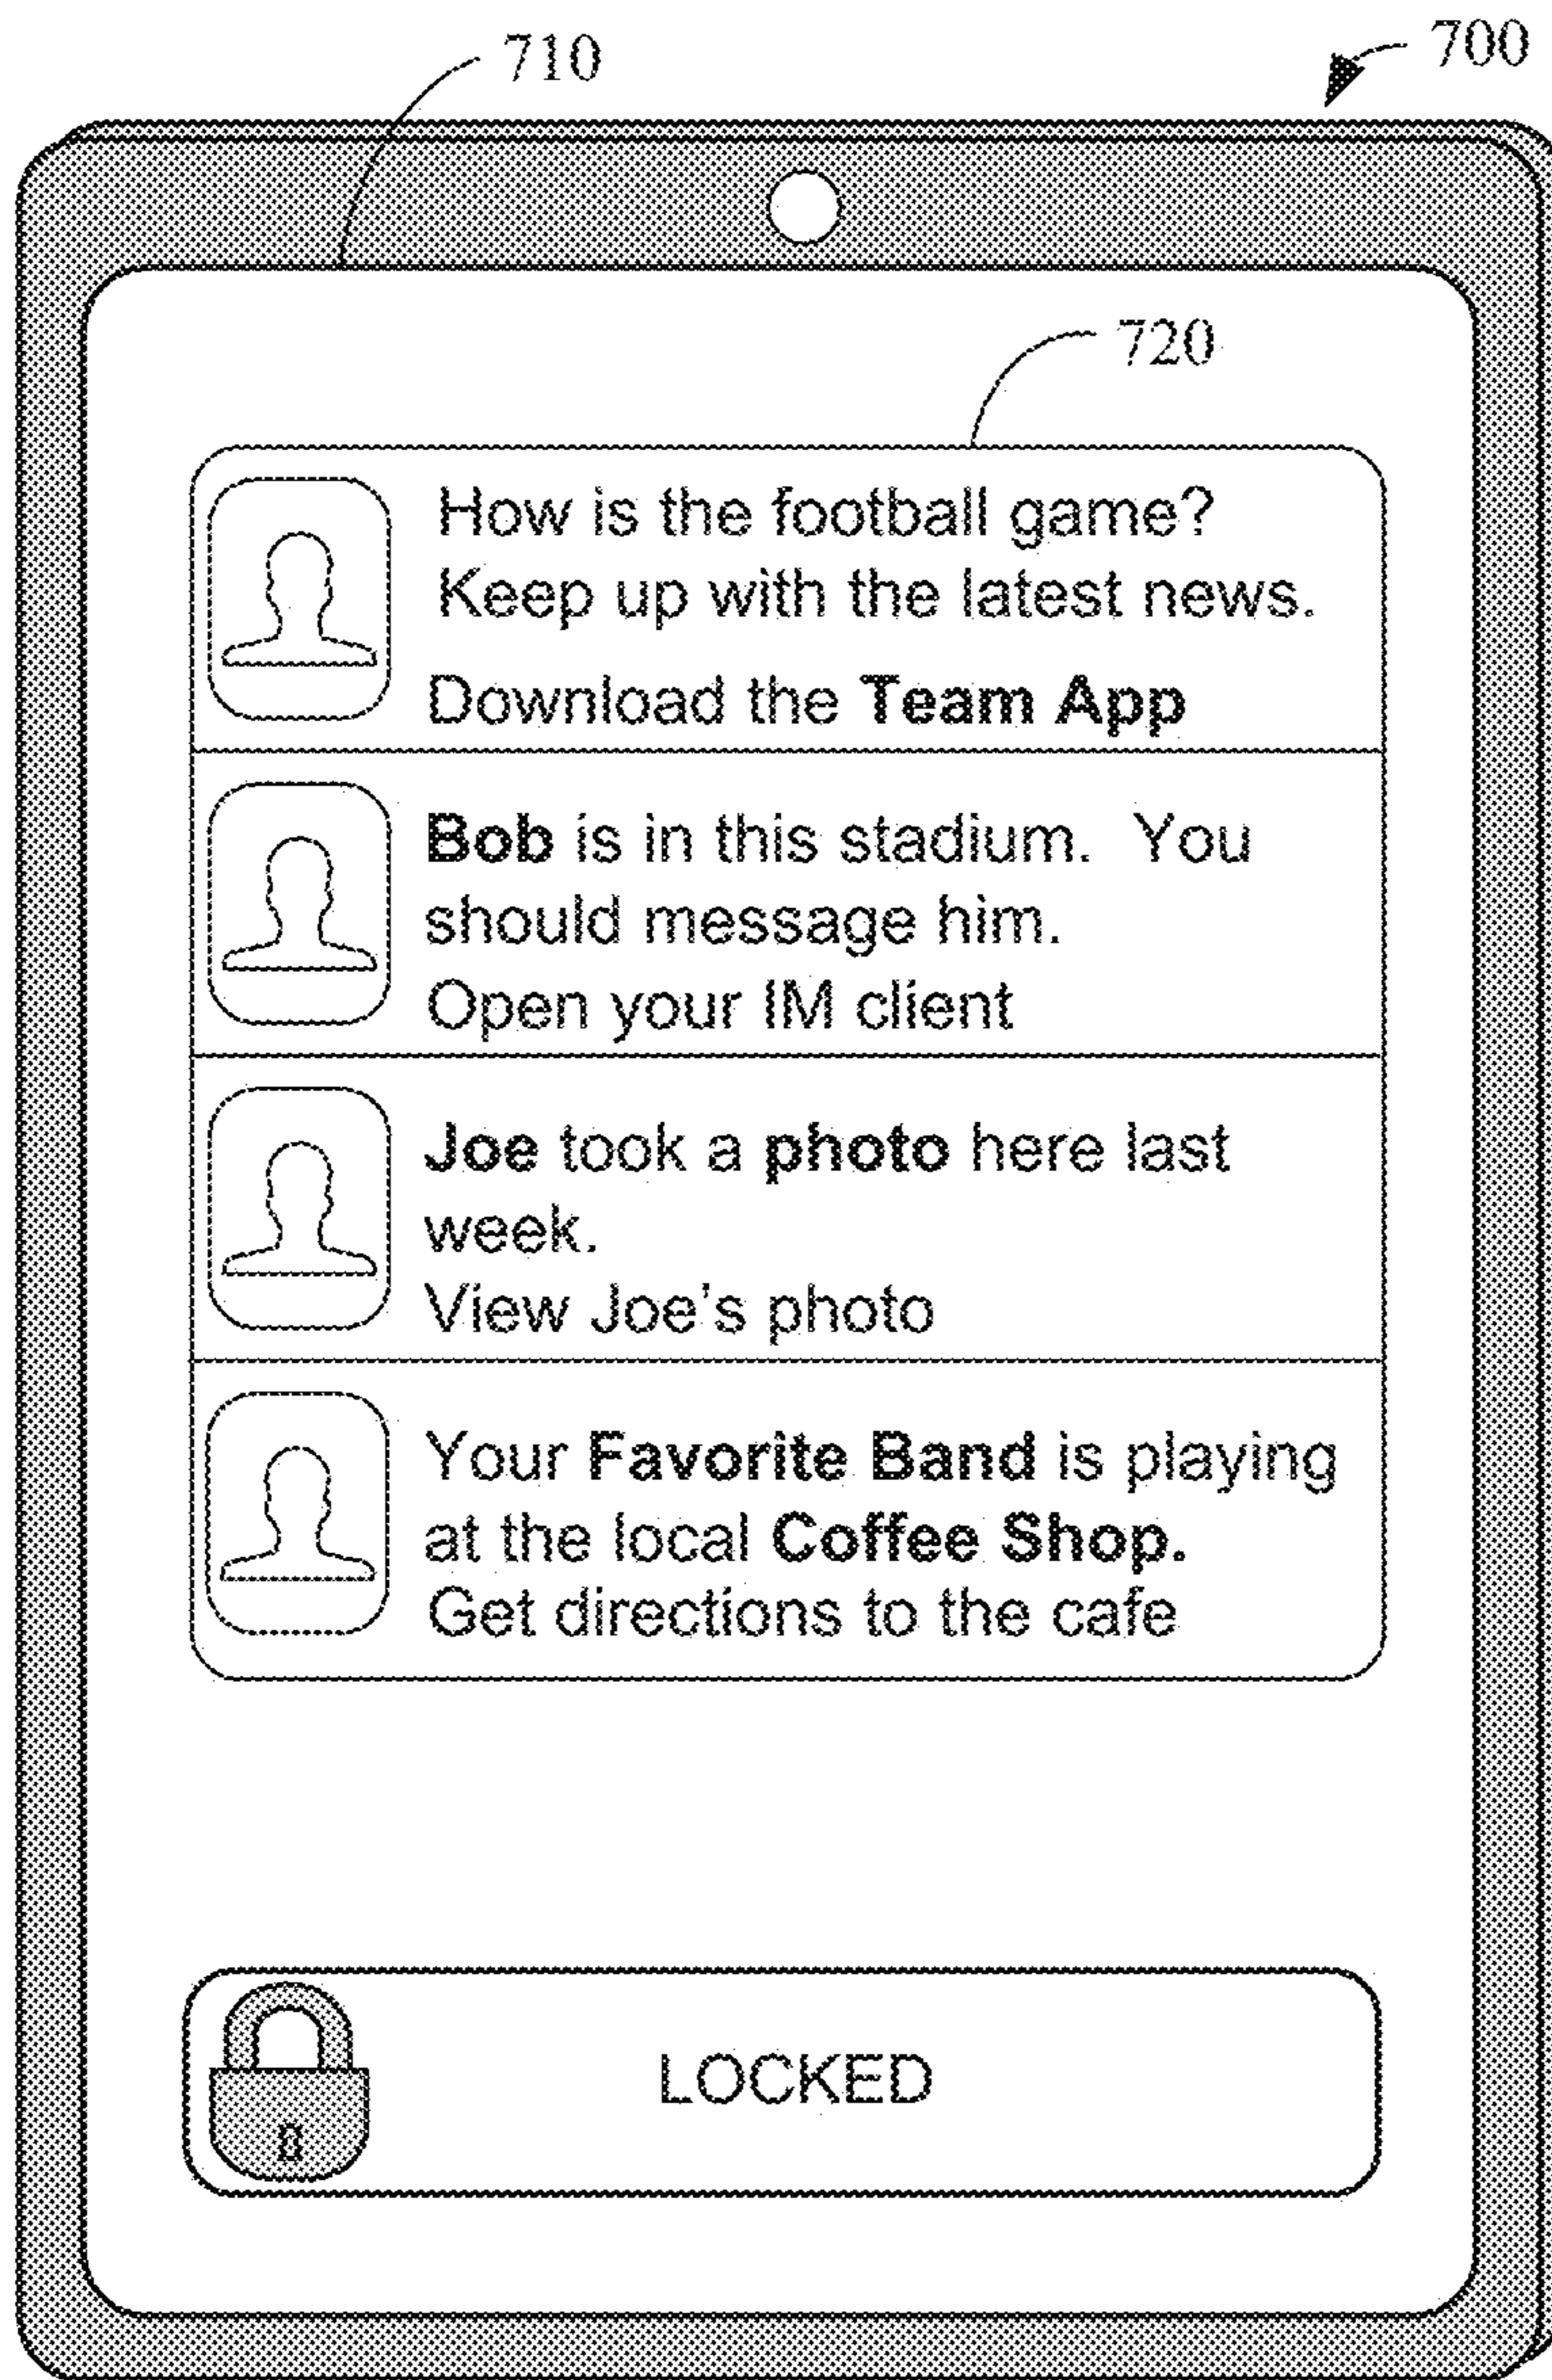 710
700
720
How is the football game?
Keep up with the latest news.
Download the Team App
Bob is in this stadium. You
should message him.
Open your IM client
Joe took a photo here last
week.
View Joe's photo
Your Favorite Band is playing
at the local Coffee Shop.
Get directions to the cafe
LOCKED